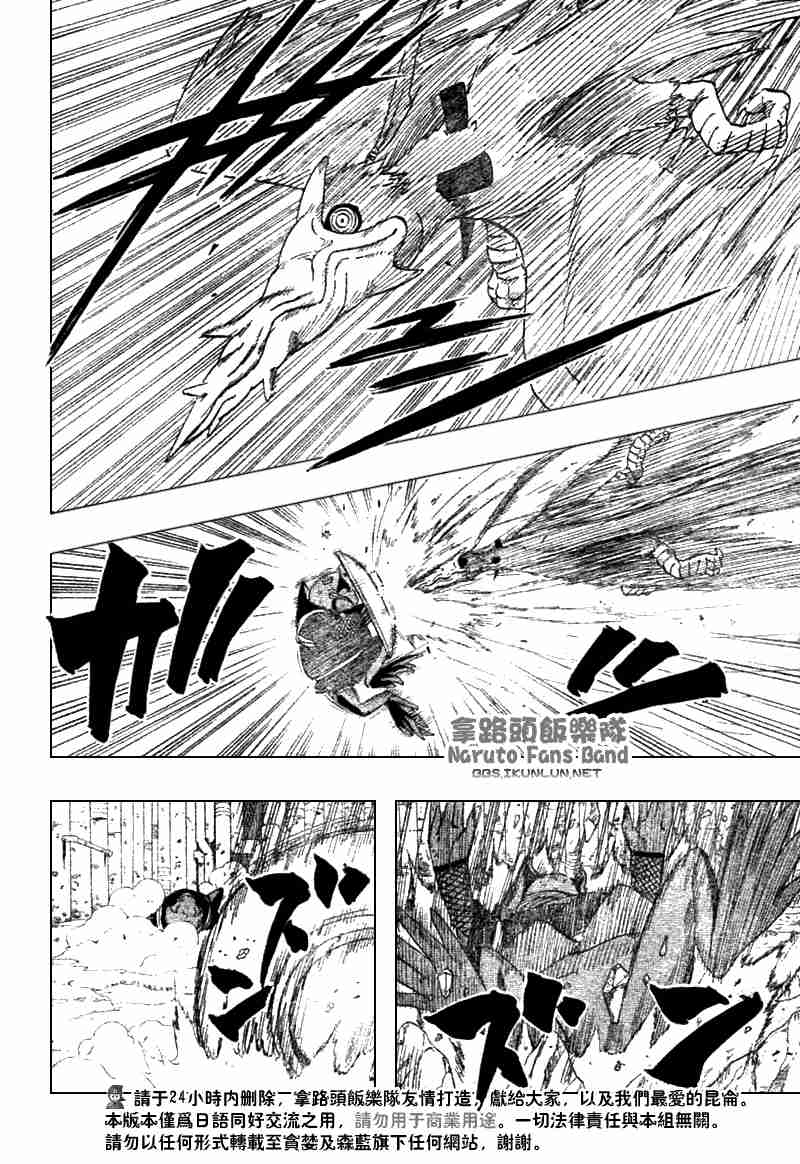 ガッ
拿路頭飯樂隊
Naruto Fans Band
BBS.IKUNLUN.NET
ズン
ズン
請于24小時内删除，拿路頭飯樂隊友情打造，獻給大家，以及我們最愛的昆侖。
本版本僅爲日語同好交流之用，請勿用于商業用途。一切法律責任與本組無關。
請勿以任何形式轉載至貪婪及森藍旗下任何網站，謝謝。